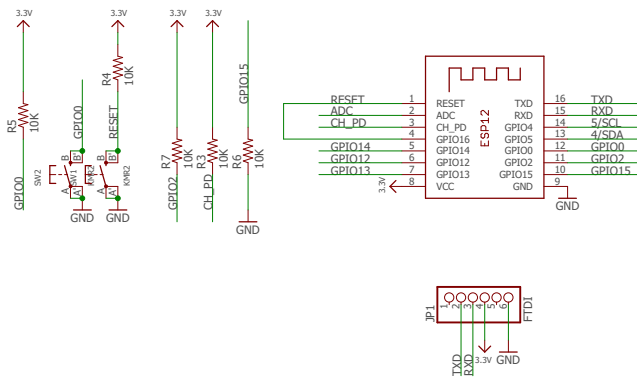 3.3V
3.3V
3.3V
3.3V
R5
10K
GPIO0
R4
10K
GPIO0
RESET
SW2
SW1
KMR2
KMR2
B
B'
A
A'
B
B'
A
A'
GND
GND
R7
10K
GPIO2
R3
10K
CH_PD
GPIO15
R6
10K
GND
RESET
ADC
CH_PD
GPIO14
GPIO12
GPIO13
3.3V
1
2
3
4
5
6
7
8
RESET
ADC
CH_PD
GPIO16
GPIO14
GPIO12
GPIO13
VCC
ESP12
TXD
RXD
GPIO4
GPIO5
GPIO0
GPIO2
GPIO15
GND
16
15
14
13
12
11
10
9
TXD
RXD
5/SCL
4/SDA
GPIO0
GPIO2
GPIO15
GND
JP1
1
2
3
4
5
6
FTDI
TXD
RXD
3.3V
GND